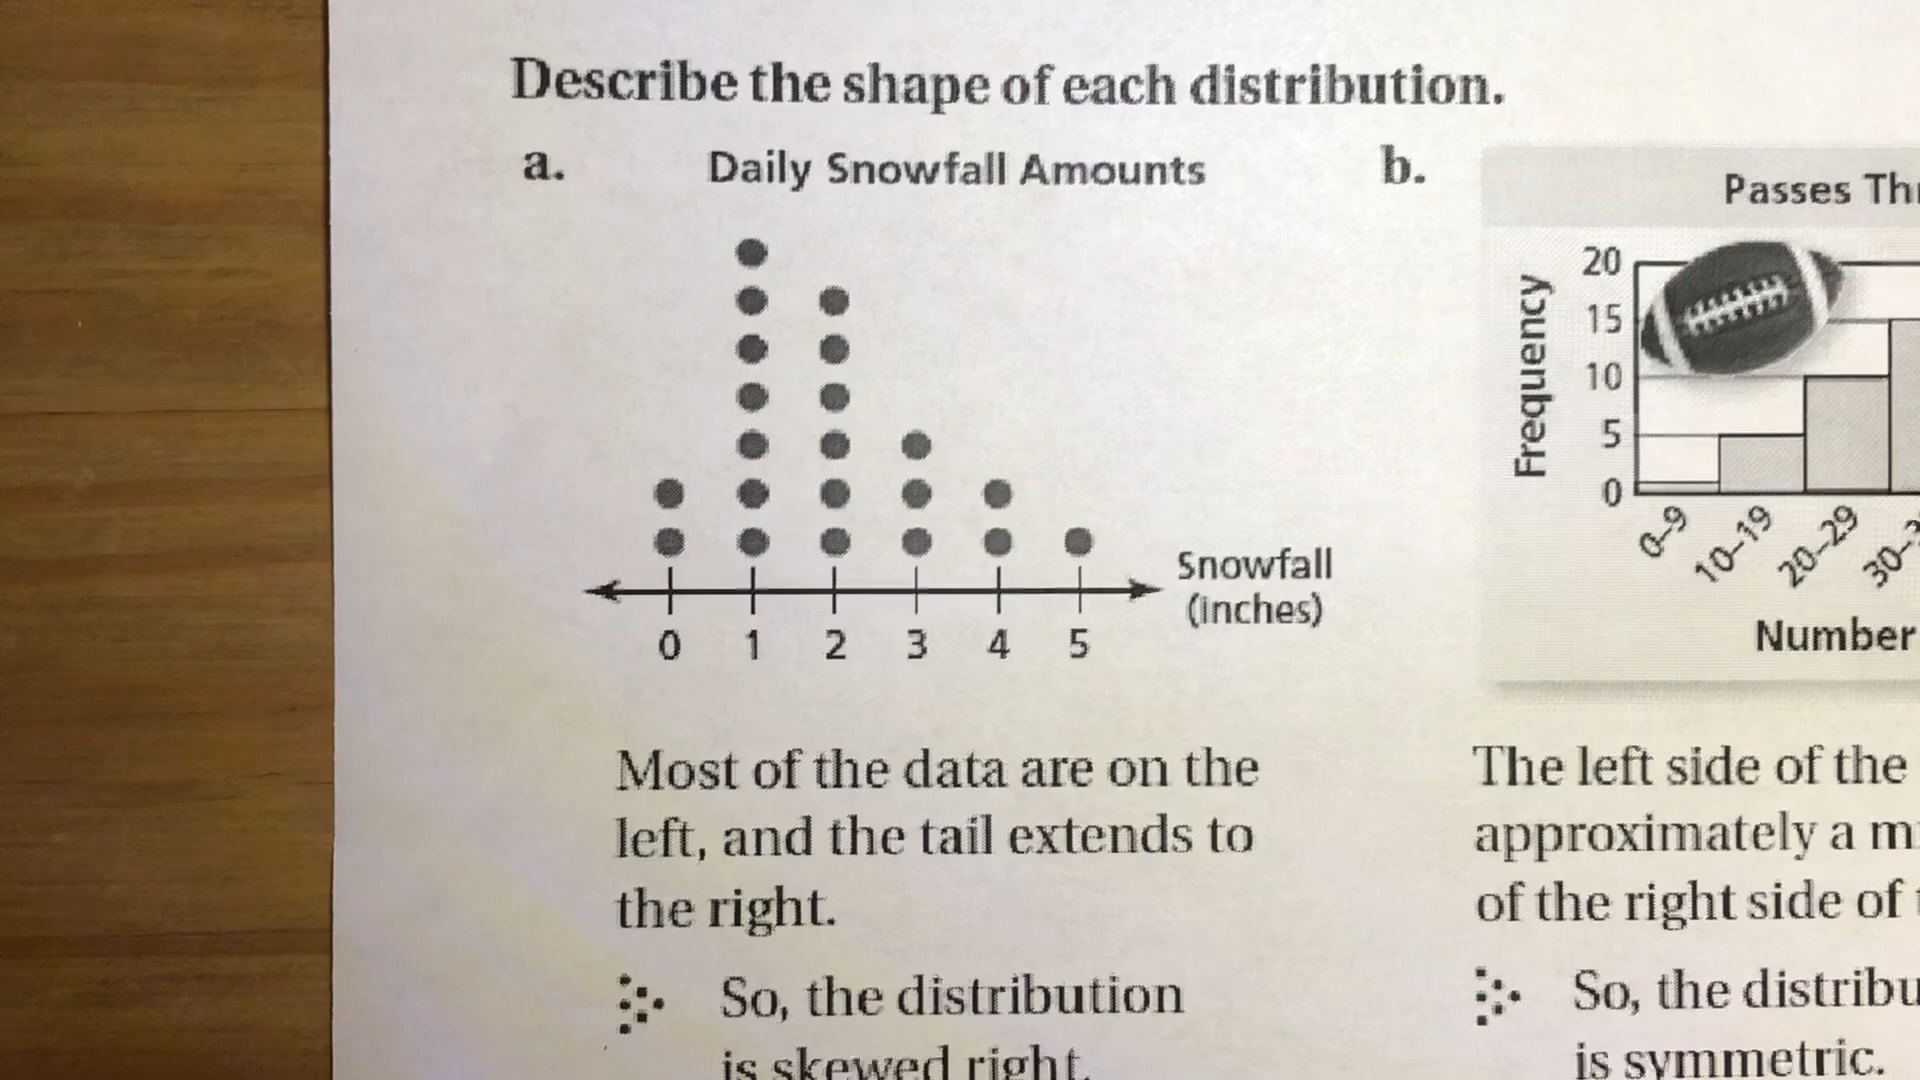 Describe the shape of each distribution.
a. Daily Snowfall Amounts
Snowfall
(inches)
0 1 2 3 4 5
Most of the data are on the
left, and the tail extends to
the right.
So, the distribution
is skewed right.
b.
Passes
Frequency
20
15
10
5
0
0–9
10–19
20–29
Number
The left side of the
approximately a
of the right side of
So, the
is symmetric.